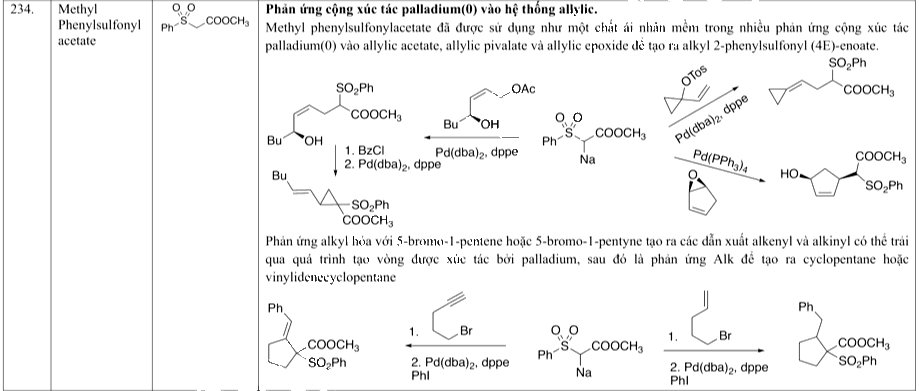 234.
Methyl
Phenylsulfonyl
acetate
O O
Ph S COOCH3
Phản ứng cộng xúc tác palladium(0) vào hệ thống allylic.
Methyl phenylsulfonylacetate đã được sử dụng như một chất ái nhân mềm trong nhiều phản ứng cộng xúc tác
palladium(0) vào allylic acetate, allylic pivalate và allylic epoxide để tạo ra alkyl 2-phenylsulfonyl (4E)-enoate.
SO2Ph
COOCH3
Bu
OH
OAc
Bu
OH
Pd(dba)2, dppe
O O
Ph S COOCH3
Na
OTos
Pd(dba)2, dppe
SO2Ph
COOCH3
Pd(PPh3)4
O
COOCH3
HO
SO2Ph
1. BzCl
2. Pd(dba)2, dppe
Bu
SO2Ph
COOCH3
Phản ứng alkyl hóa với 5-bromo-1-pentene hoặc 5-bromo-1-pentyne tạo ra các dẫn xuất alkenyl và alkinyl có thể trải
qua quá trình tạo vòng được xúc tác bởi palladium, sau đó là phản ứng Alk để tạo ra cyclopentane hoặc
vinylidenecyclopentane
Ph
COOCH3
SO2Ph
1.
Br
2. Pd(dba)2, dppe
PhI
O O
Ph S COOCH3
Na
1.
Br
2. Pd(dba)2, dppe
PhI
Ph
COOCH3
SO2Ph